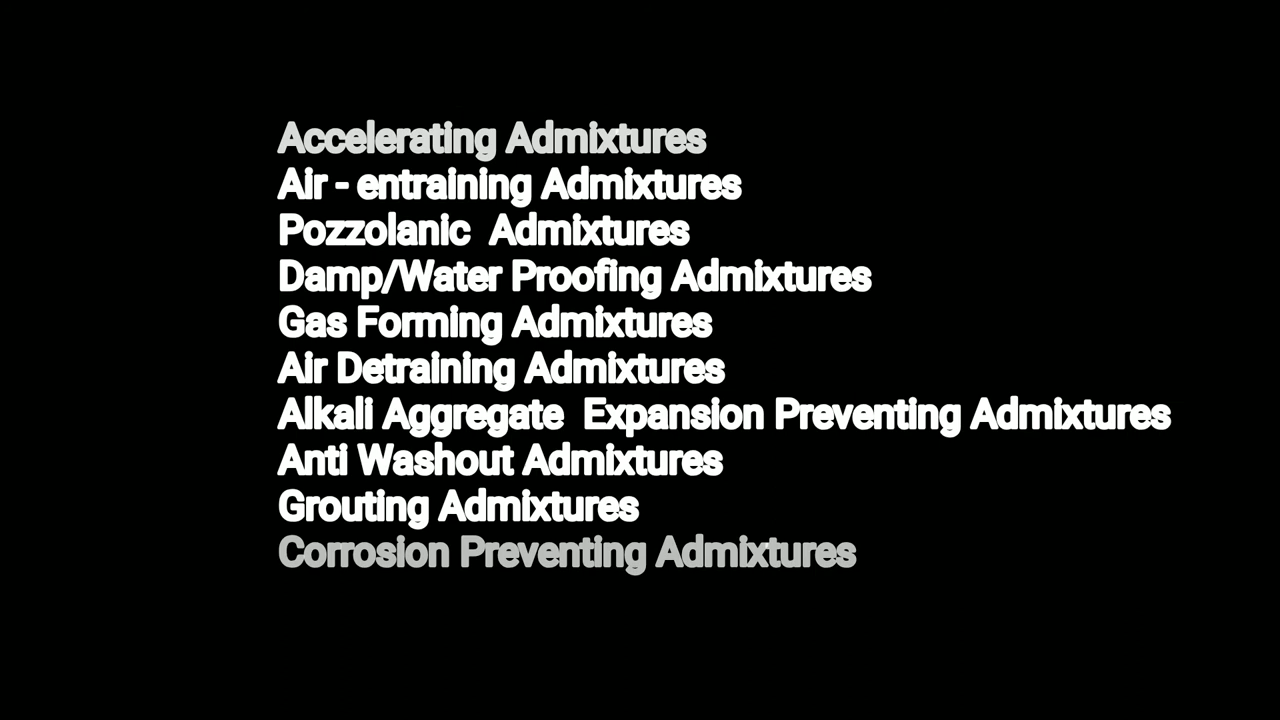 Accelerating Admixtures
Air - entraining Admixtures
Pozzolanic  Admixtures
Damp/Water Proofing Admixtures
Gas Forming Admixtures
Air Detraining Admixtures
Alkali Aggregate  Expansion Preventing Admixtures
Anti Washout Admixtures
Grouting Admixtures
Corrosion Preventing Admixtures